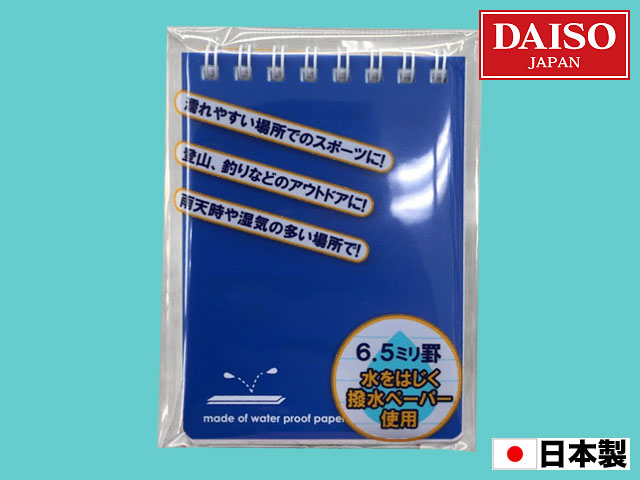 DAISO
JAPAN
濡れやすい場所でのスポーツに!
登山、釣りなどのアウトドアに!
雨天時や湿気の多い場所で!
6.5ミリ罫
水をはじく
撥水ペーパー
使用
made of water proof paper
日本製